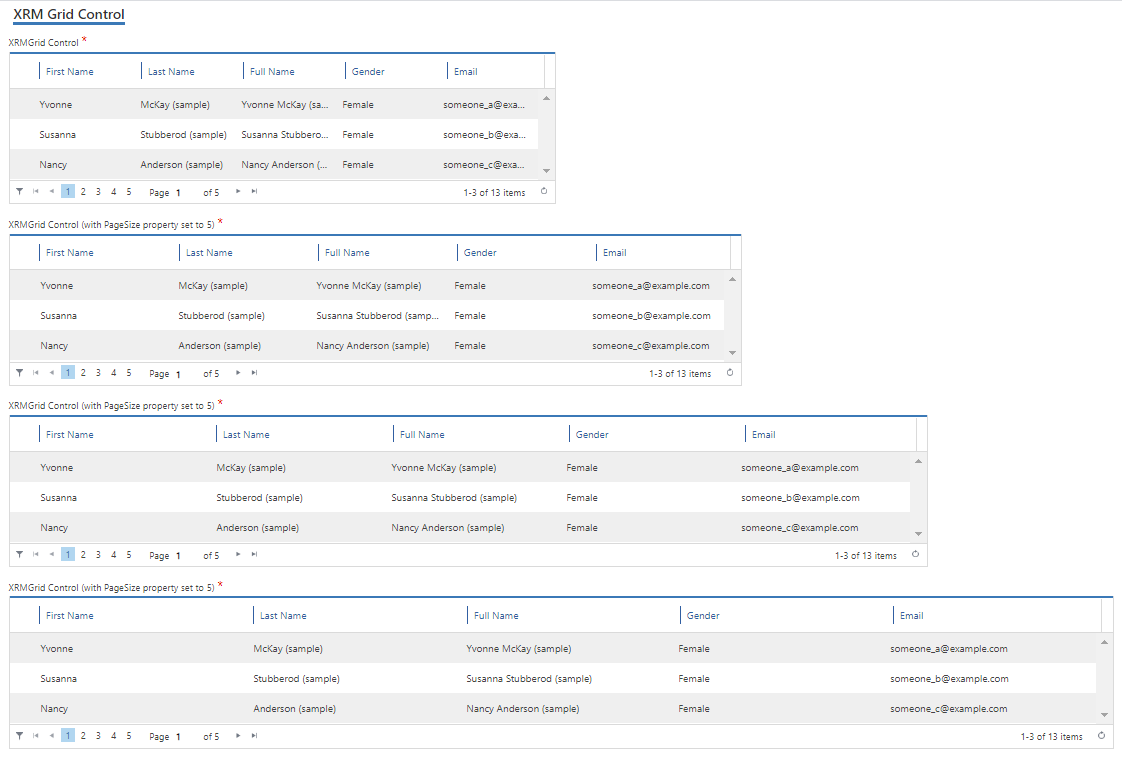 XRM Grid Control
XRMGrid Control *
First Name Last Name Full Name Gender Email
Yvonne McKay (sample) Yvonne McKay (sa... Female someone_a@exa...
Susanna Stubberod (sample) Susanna Stubbero... Female someone_b@exa...
Nancy Anderson (sample) Nancy Anderson (... Female someone_c@exa...
1 2 3 4 5 Page 1 of 5 1-3 of 13 items
XRMGrid Control (with PageSize property set to 5) *
First Name Last Name Full Name Gender Email
Yvonne McKay (sample) Yvonne McKay (sample) Female someone_a@example.com
Susanna Stubberod (sample) Susanna Stubberod (samp... Female someone_b@example.com
Nancy Anderson (sample) Nancy Anderson (sample) Female someone_c@example.com
1 2 3 4 5 Page 1 of 5 1-3 of 13 items
XRMGrid Control (with PageSize property set to 5) *
First Name Last Name Full Name Gender Email
Yvonne McKay (sample) Yvonne McKay (sample) Female someone_a@example.com
Susanna Stubberod (sample) Susanna Stubberod (sample) Female someone_b@example.com
Nancy Anderson (sample) Nancy Anderson (sample) Female someone_c@example.com
1 2 3 4 5 Page 1 of 5 1-3 of 13 items
XRMGrid Control (with PageSize property set to 5) *
First Name Last Name Full Name Gender Email
Yvonne McKay (sample) Yvonne McKay (sample) Female someone_a@example.com
Susanna Stubberod (sample) Susanna Stubberod (sample) Female someone_b@example.com
Nancy Anderson (sample) Nancy Anderson (sample) Female someone_c@example.com
1 2 3 4 5 Page 1 of 5 1-3 of 13 items